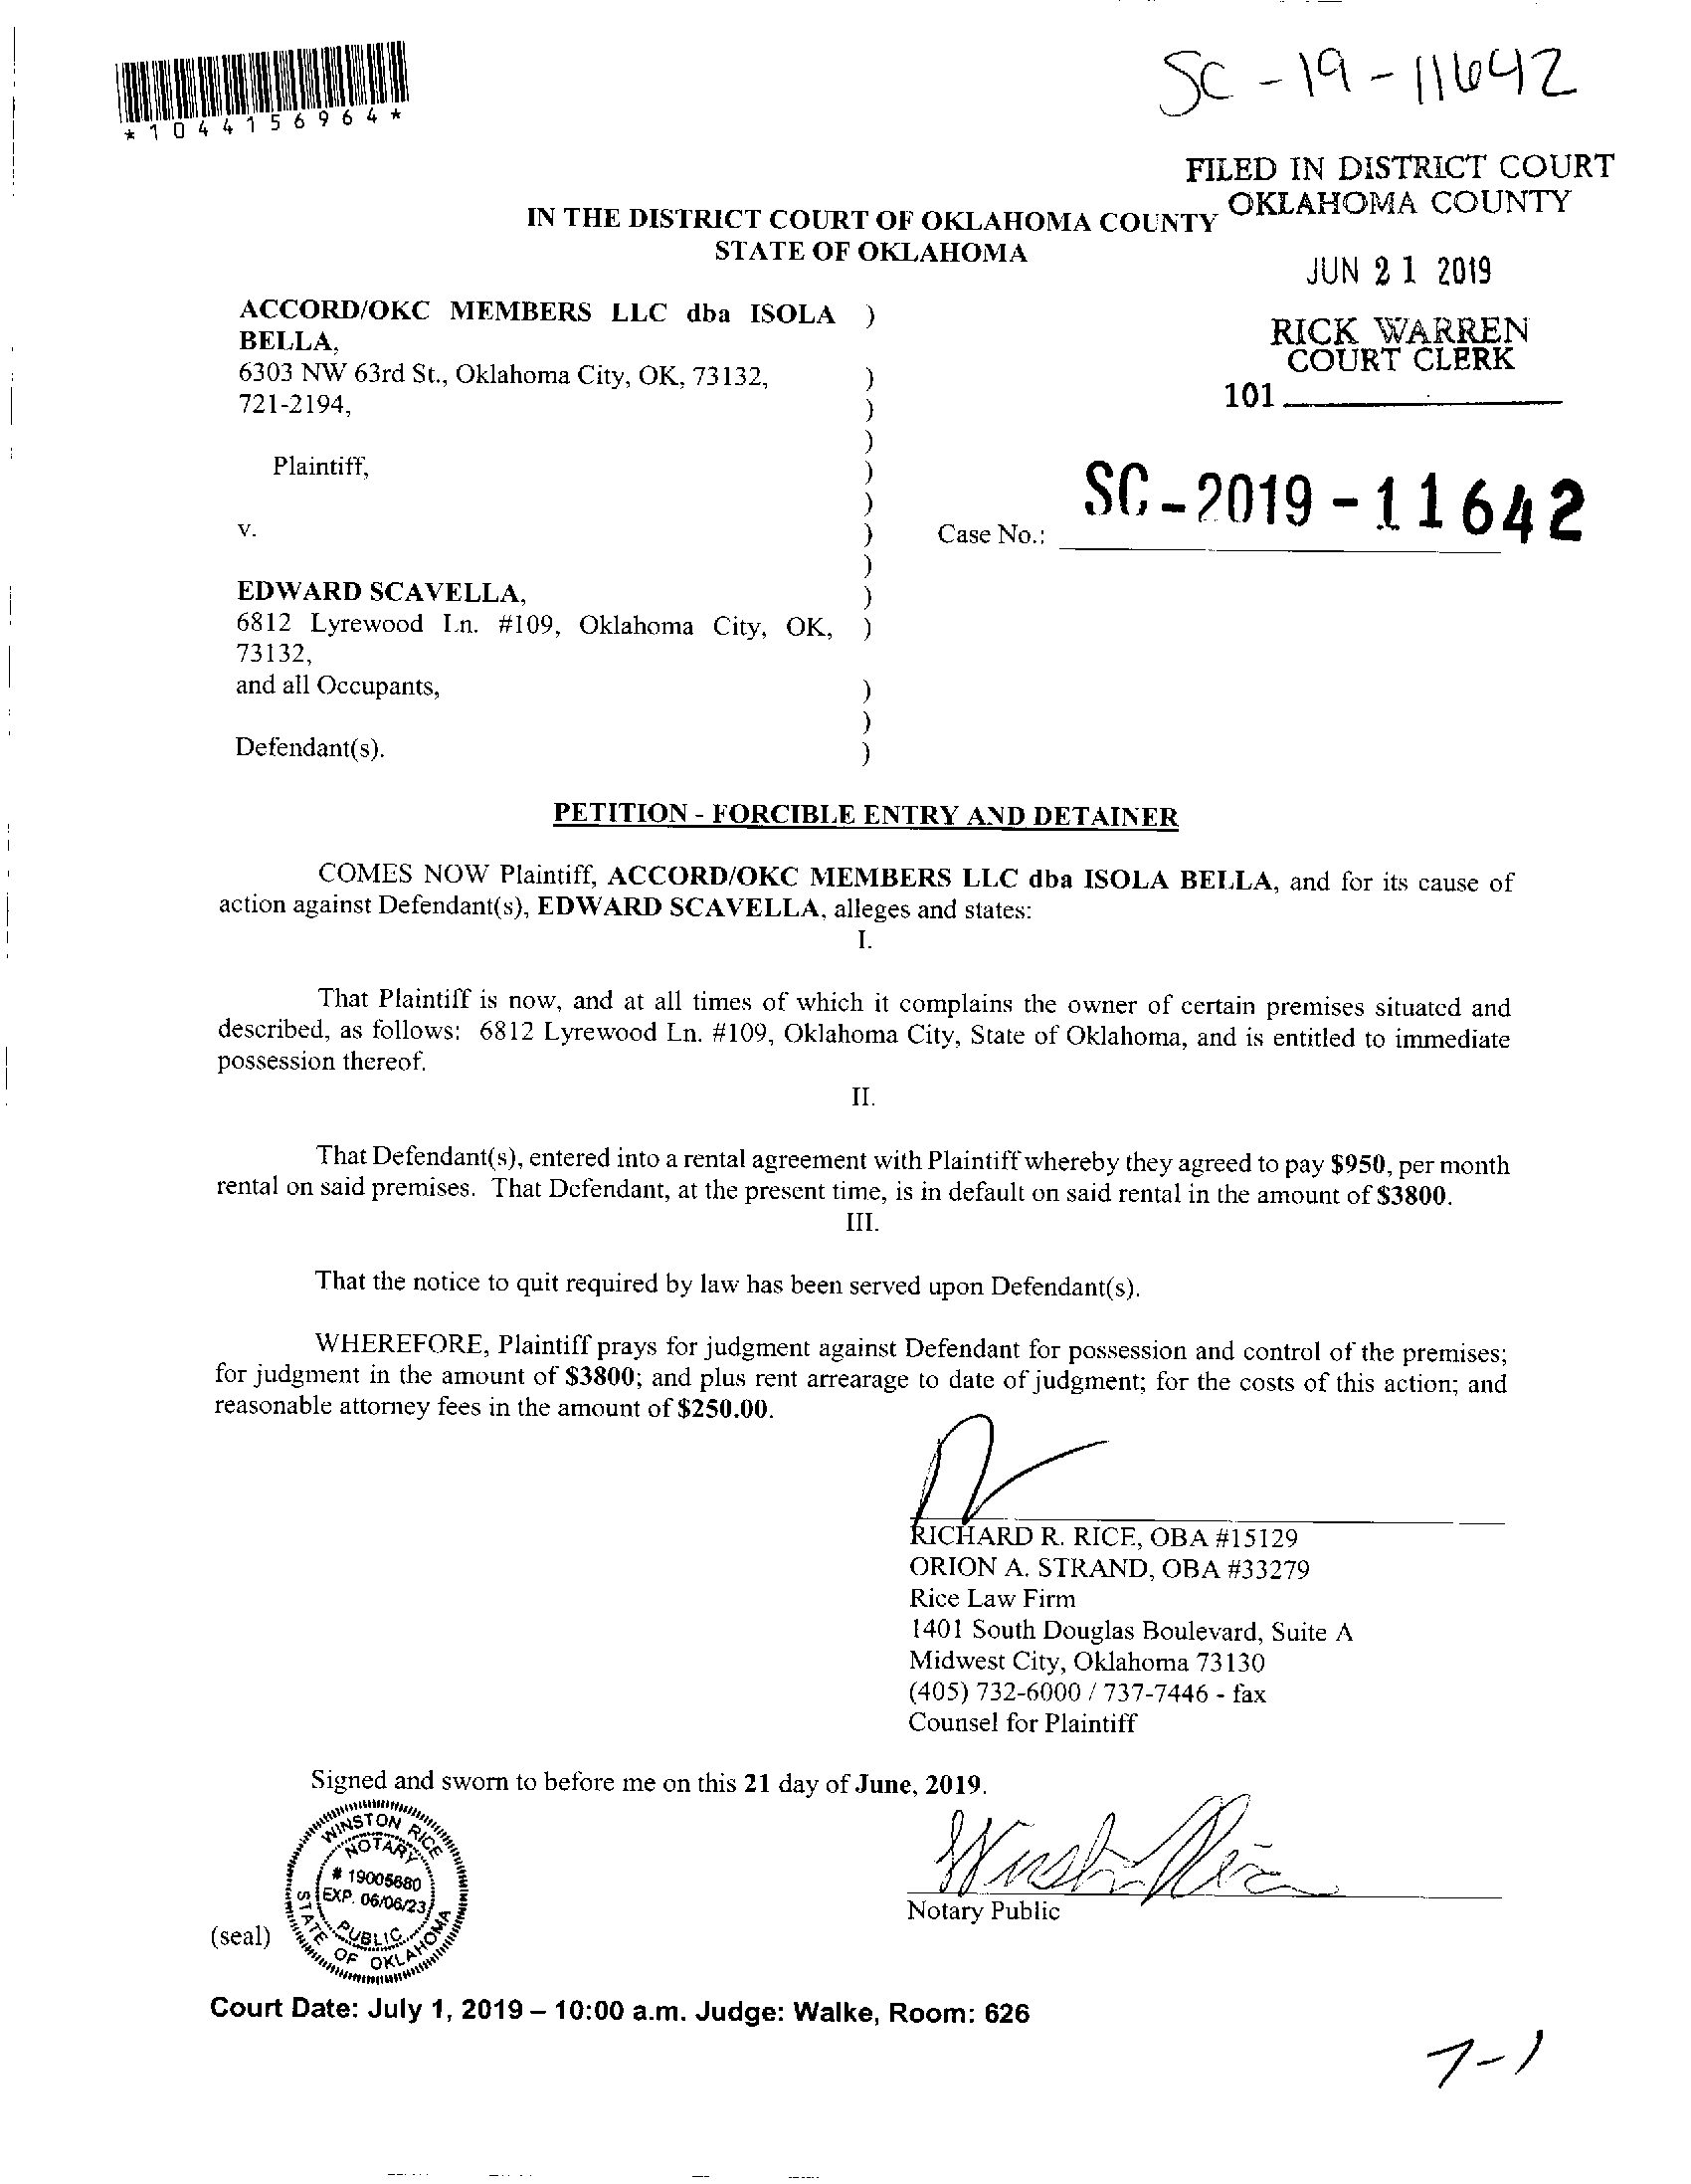 *1044156964*
SC-19-11642
FILED IN DISTRICT COURT
OKLAHOMA COUNTY
IN THE DISTRICT COURT OF OKLAHOMA COUNTY
STATE OF OKLAHOMA
JUN 21 2019
RICK WARREN
COURT CLERK
101
ACCORD/OKC MEMBERS LLC dba ISOLA )
BELLA,
6303 NW 63rd St., Oklahoma City, OK, 73132, )
721-2194, )
)
Plaintiff, )
)
v. )
Case No.: SC-2019-11642
)
EDWARD SCAVELLA, )
6812 Lyrewood Ln. #109, Oklahoma City, OK, )
73132,
and all Occupants, )
)
Defendant(s). )
PETITION - FORCIBLE ENTRY AND DETAINER
COMES NOW Plaintiff, ACCORD/OKC MEMBERS LLC dba ISOLA BELLA, and for its cause of
action against Defendant(s), EDWARD SCAVELLA, alleges and states:
I.
That Plaintiff is now, and at all times of which it complains the owner of certain premises situated and
described, as follows: 6812 Lyrewood Ln. #109, Oklahoma City, State of Oklahoma, and is entitled to immediate
possession thereof.
II.
That Defendant(s), entered into a rental agreement with Plaintiff whereby they agreed to pay $950, per month
rental on said premises. That Defendant, at the present time, is in default on said rental in the amount of $3800.
III.
That the notice to quit required by law has been served upon Defendant(s).
WHEREFORE, Plaintiff prays for judgment against Defendant for possession and control of the premises;
for judgment in the amount of $3800; and plus rent arrearage to date of judgment; for the costs of this action; and
reasonable attorney fees in the amount of $250.00.
RICHARD R. RICE, OBA #15129
ORION A. STRAND, OBA #33279
Rice Law Firm
1401 South Douglas Boulevard, Suite A
Midwest City, Oklahoma 73130
(405) 732-6000 / 737-7446 - fax
Counsel for Plaintiff
Signed and sworn to before me on this 21 day of June, 2019.
WINSTON RICE
NOTARY
# 19005680
EXP. 06/06/23
PUBLIC
STATE OF OKLAHOMA
Winston Rice
Notary Public
(seal)
Court Date: July 1, 2019 – 10:00 a.m. Judge: Walke, Room: 626
7-1